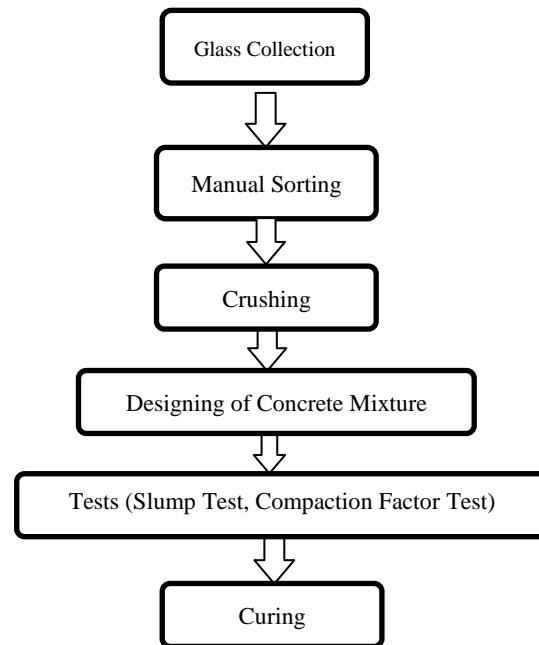 Glass Collection
Manual Sorting
Crushing
Designing of Concrete Mixture
Tests (Slump Test, Compaction Factor Test)
Curing